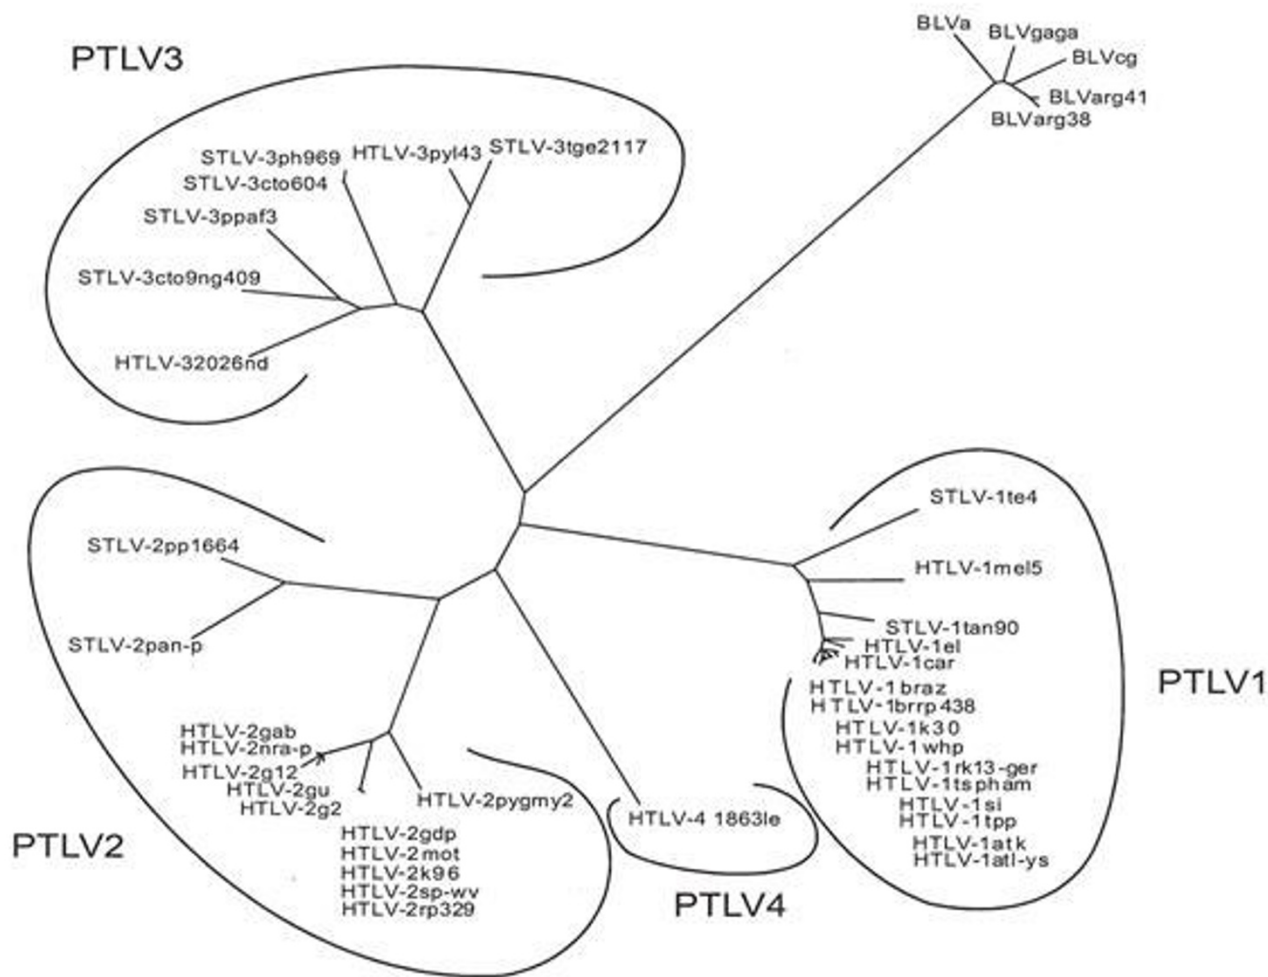 PTLV3
BLVa
BLVgaga
BLVcg
BLVarg41
BLVarg38
STLV-3ph969
HTLV-3pyl43
STLV-3tge2117
STLV-3cto604
STLV-3ppaf3
STLV-3cto9ng409
HTLV-32026nd
STLV-2pp1664
STLV-2pan-p
HTLV-2gab
HTLV-2nra-p
HTLV-2g12
HTLV-2gu
HTLV-2g2
HTLV-2pygmy2
HTLV-2gdp
HTLV-2mot
HTLV-2k96
HTLV-2sp-wv
HTLV-2rp329
PTLV2
HTLV-4 1863le
PTLV4
STLV-1te4
HTLV-1mel5
STLV-1tan90
HTLV-1el
HTLV-1car
HTLV-1braz
HTLV-1brrp438
HTLV-1k30
HTLV-1whp
HTLV-1rk13-ger
HTLV-1tspham
HTLV-1si
HTLV-1tpp
HTLV-1atk
HTLV-1atl-ys
PTLV1